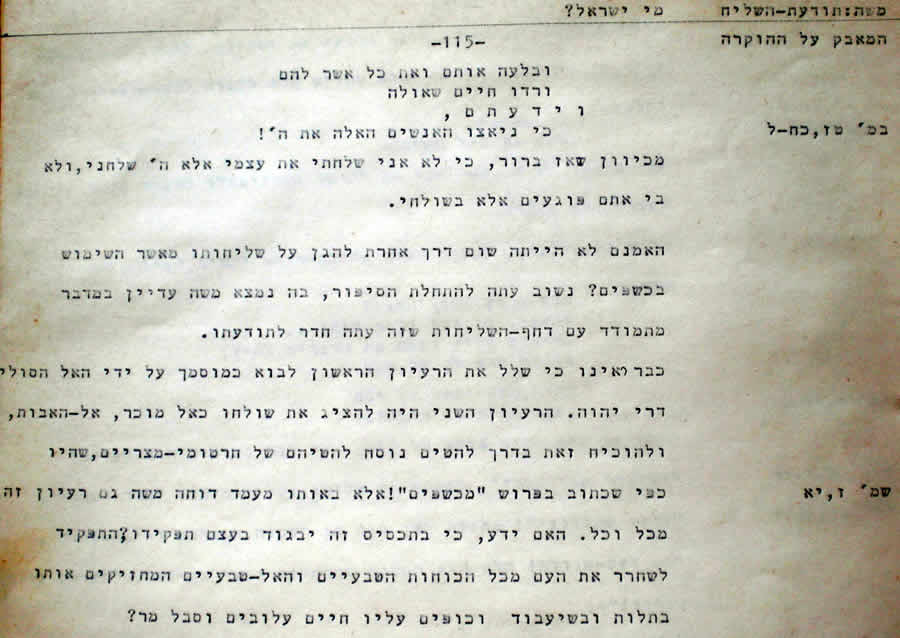 משה:תודעת-השליח מי ישראל?
המאבק על ההוקרה
-115-
ובלעה אותם ואת כל אשר להם
ורדו חיים שאולה
ו י ד ע ת ם ,
במ׳ טז,כח-ל כי ניאצו האנשים האלה את ה׳!
מכיוון שאז ברור, כי לא אני שלחתי את עצמי אלא ה׳ שלחני,ולא
בי אתם פוגעים אלא בשולחי.
האמנם לא הייתה שום דרך אחרת להגן על שליחותו מאשר השימוש
בכשפים? נשוב עתה להתחלת הסיפור, בה נמצא משה עדיין במדבר
מתמודד עם דחף-השליחות שזה עתה חדר לתודעתו.
כבר ראינו כי שלל את הרעיון הראשון לבוא כמוסמך על ידי האל הסולי
דרי יהוה. הרעיון השני היה להציג את שולחו כאל מוכר, אל-האבות,
ולהוכיח זאת בדרך להטים נוסח להטיהם של חרטומי-מצריים,שהיו
שמ׳ ז,יא כפי שכתוב בפרוש "מכשפים"!אלא באותו מעמד דוחה משה גם רעיון זה
מכל וכל. האם ידע, כי בתכסיס זה יבגוד בעצם תפקידו?התפקיד
לשחרר את העם מכל הכוחות הטבעיים והאל-טבעיים המחזיקים אותו
בתלות ובשיעבוד וכופים עליו חיים עלובים וסבל מר?